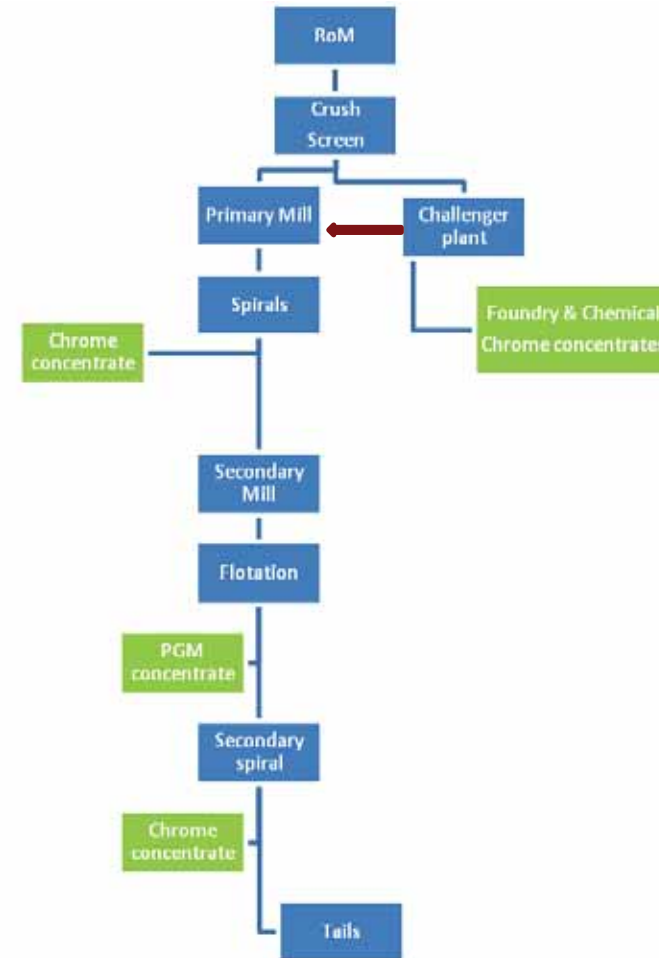 RoM
Crush
Screen
Primary Mill
Challenger
plant
Spirals
Foundry & Chemical
Chrome concentrates
Chrome
concentrate
Secondary
Mill
Flotation
PGM
concentrate
Secondary
spiral
Chrome
concentrate
Tails